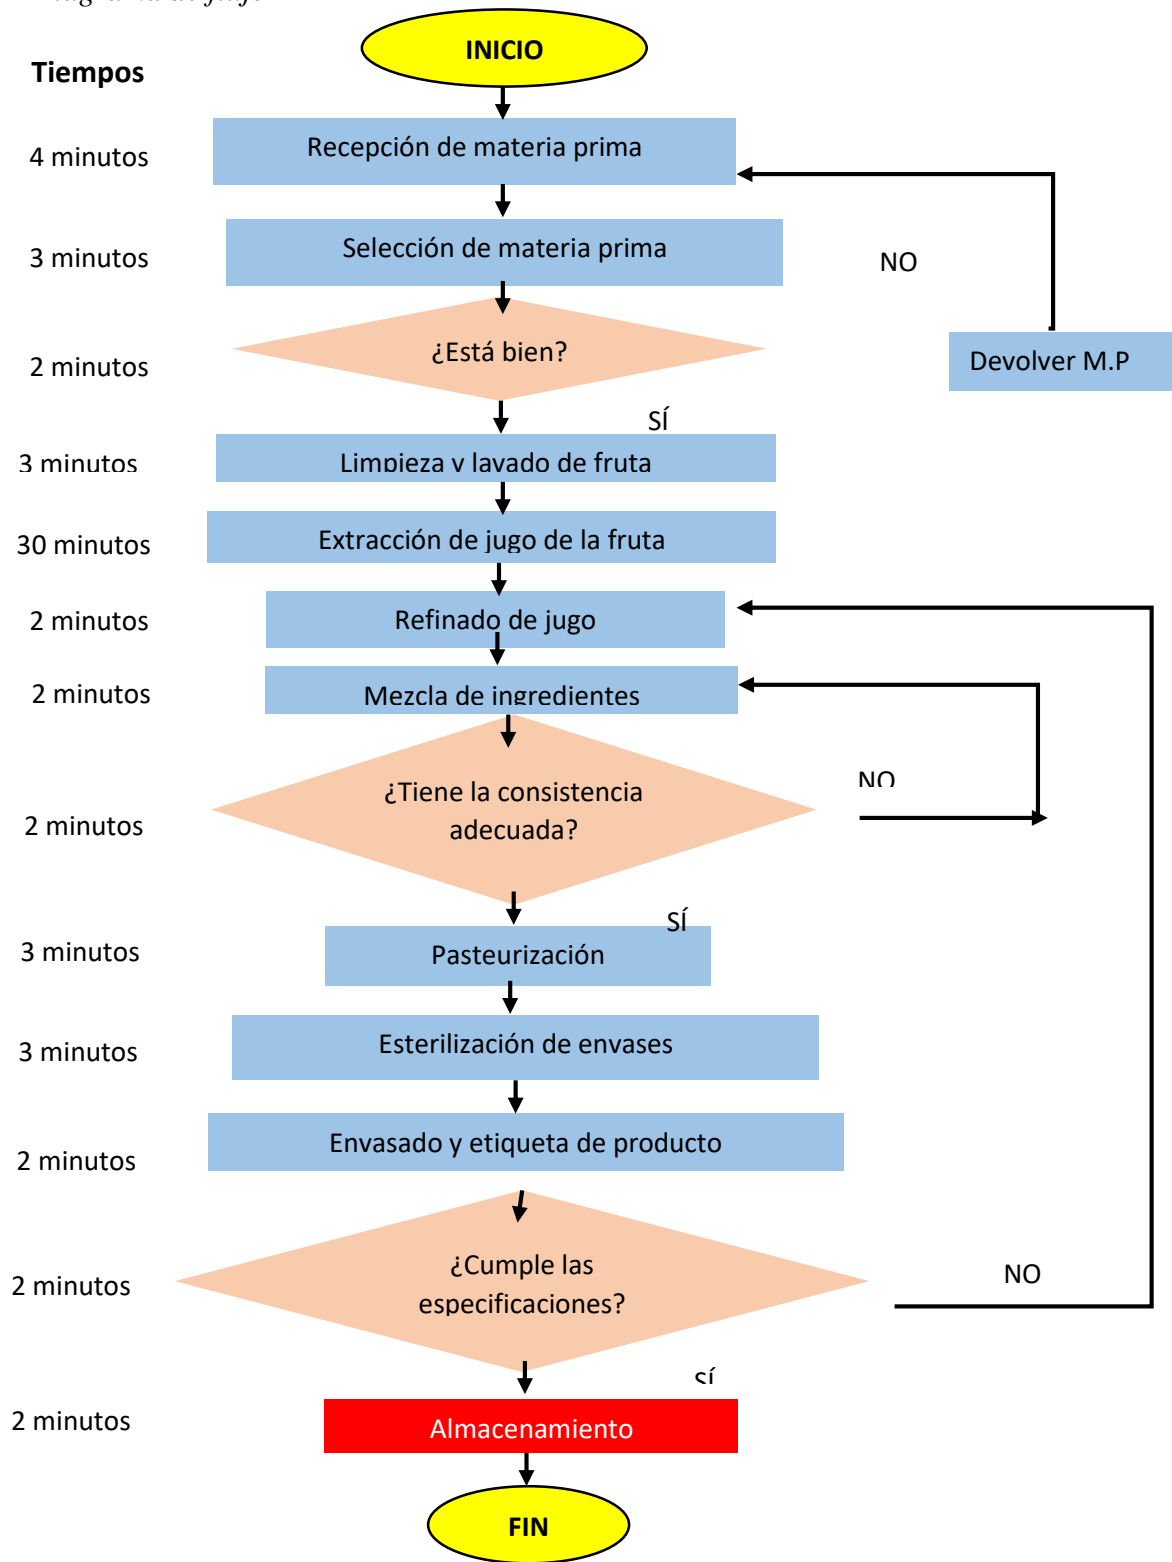 INICIO
Tiempos
4 minutos
Recepción de materia prima
3 minutos
Selección de materia prima
NO
2 minutos
¿Está bien?
Devolver M.P
SÍ
3 minutos
Limpieza y lavado de fruta
30 minutos
Extracción de jugo de la fruta
2 minutos
Refinado de jugo
2 minutos
Mezcla de ingredientes
NO
2 minutos
¿Tiene la consistencia
adecuada?
SÍ
3 minutos
Pasteurización
3 minutos
Esterilización de envases
2 minutos
Envasado y etiqueta de producto
2 minutos
¿Cumple las
especificaciones?
NO
SÍ
2 minutos
Almacenamiento
FIN